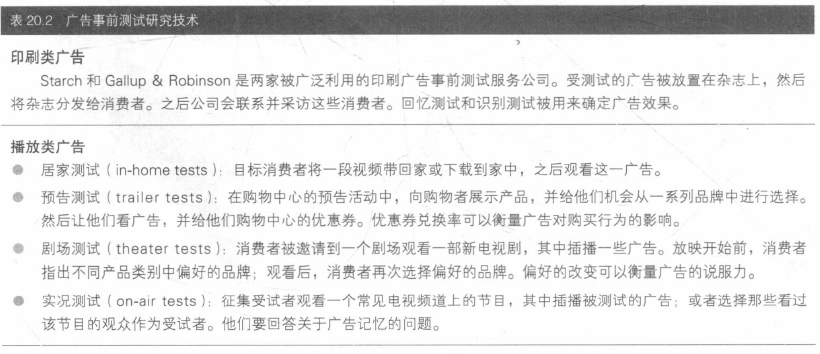 表 20.2 广告事前测试研究技术
印刷类广告
Starch 和 Gallup & Robinson 是两家被广泛利用的印刷广告事前测试服务公司。受测试的广告被放置在杂志上，然后
将杂志分发给消费者。之后公司会联系并采访这些消费者。回忆测试和识别测试被用来确定广告效果。
播放类广告
● 居家测试（in-home tests）：目标消费者将一段视频带回家或下载到家中，之后观看这一广告。
● 预告测试（trailer tests）：在购物中心的预告活动中，向购物者展示产品，并给他们机会从一系列品牌中进行选择。
然后让他们看广告，并给他们购物中心的优惠券。优惠券兑换率可以衡量广告对购买行为的影响。
● 剧场测试（theater tests）：消费者被邀请到一个剧场观看一部新电视剧，其中插播一些广告。放映开始前，消费者
指出不同产品类别中偏好的品牌；观看后，消费者再次选择偏好的品牌。偏好的改变可以衡量广告的说服力。
● 实况测试（on-air tests）：征集受试者观看一个常见电视频道上的节目，其中插播被测试的广告；或者选择那些看过
该节目的观众作为受试者。他们要回答关于广告记忆的问题。